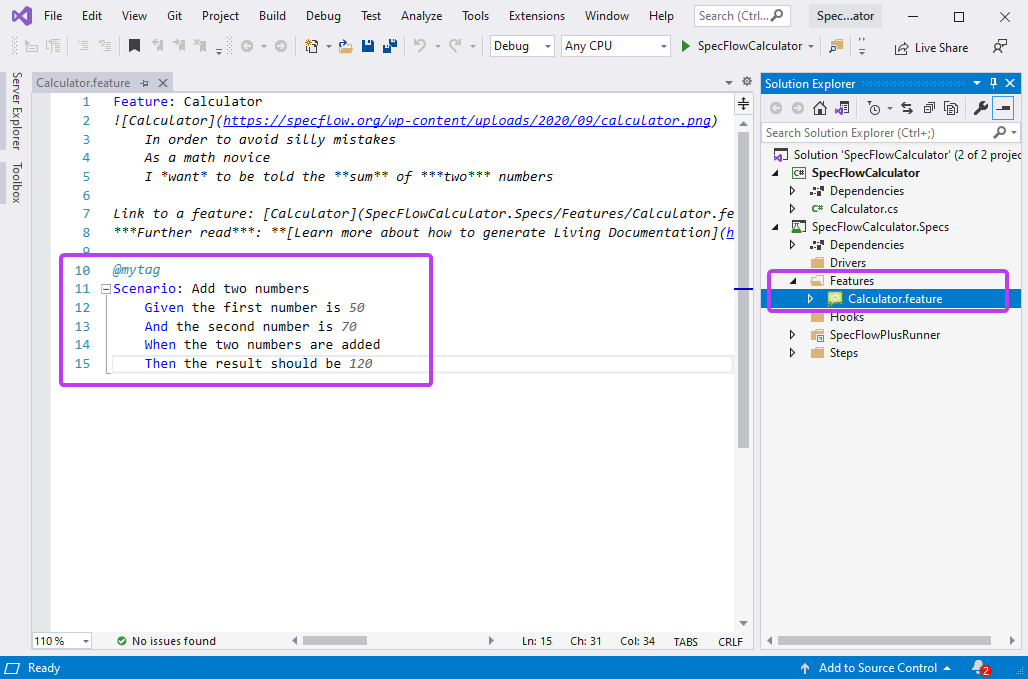 File Edit View Git Project Build Debug Test Analyze Tools Extensions Window Help Search (Ctrl... Spec...ator
Debug Any CPU SpecFlowCalculator Live Share
Server Explorer
Toolbox
Calculator.feature
1 Feature: Calculator
2 ![Calculator](https://specflow.org/wp-content/uploads/2020/09/calculator.png)
3 In order to avoid silly mistakes
4 As a math novice
5 I *want* to be told the **sum** of ***two*** numbers
6
7 Link to a feature: [Calculator](SpecFlowCalculator.Specs/Features/Calculator.fe
8 ***Further read***: **[Learn more about how to generate Living Documentation](h
9
10 @mytag
11 Scenario: Add two numbers
12 Given the first number is 50
13 And the second number is 70
14 When the two numbers are added
15 Then the result should be 120
110 % No issues found Ln: 15 Ch: 31 Col: 34 TABS CRLF
Solution Explorer
Search Solution Explorer (Ctrl+;)
Solution 'SpecFlowCalculator' (2 of 2 projec
C# SpecFlowCalculator
Dependencies
C# Calculator.cs
SpecFlowCalculator.Specs
Dependencies
Drivers
Features
Calculator.feature
Hooks
SpecFlowPlusRunner
Steps
Ready Add to Source Control 2